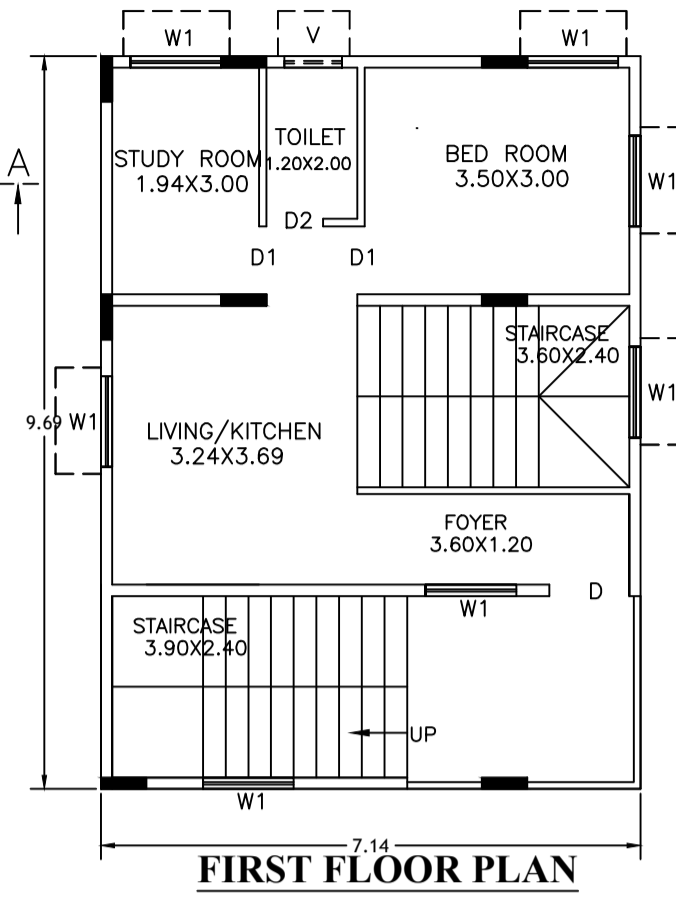 W1
V
W1
A
STUDY ROOM
1.94X3.00
TOILET
1.20X2.00
BED ROOM
3.50X3.00
W1
D2
D1
D1
STAIRCASE
3.60X2.40
W1
9.69
W1
LIVING/KITCHEN
3.24X3.69
FOYER
3.60X1.20
D
W1
STAIRCASE
3.90X2.40
UP
W1
7.14
FIRST FLOOR PLAN